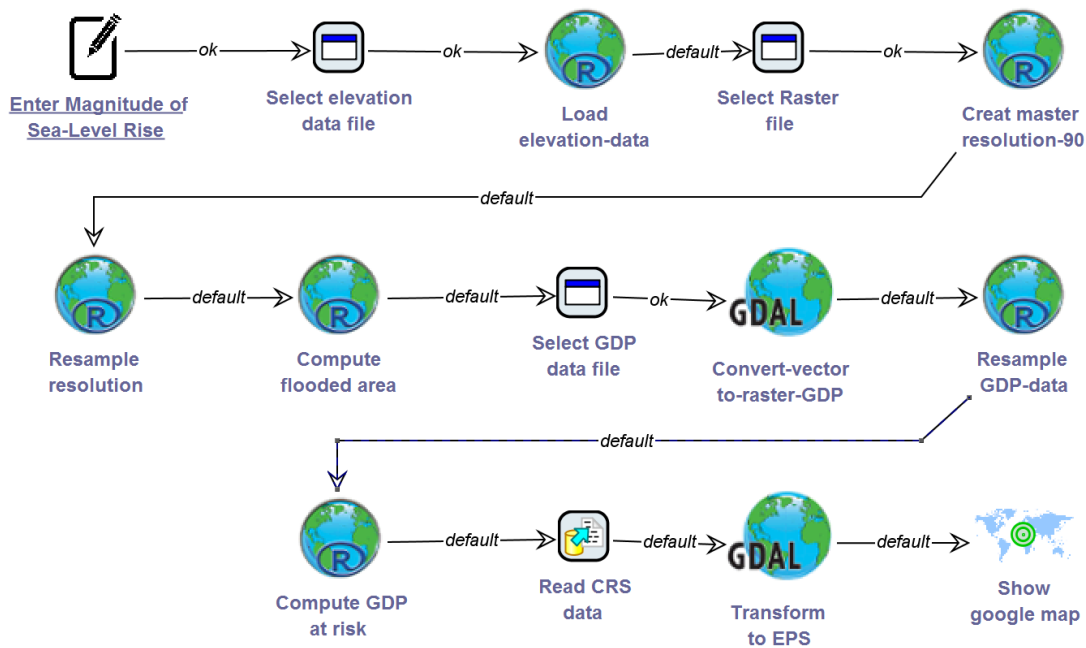 ok
ok
default
ok
R
R
Enter Magnitude of
Sea-Level Rise
Select elevation
data file
Load
elevation-data
Select Raster
file
Creat master
resolution-90
default
R
default
R
default
ok
GDAL
default
R
Resample
resolution
Compute
flooded area
Select GDP
data file
Convert-vector
to-raster-GDP
Resample
GDP-data
default
R
default
default
GDAL
default
Compute GDP
at risk
Read CRS
data
Transform
to EPS
Show
google map